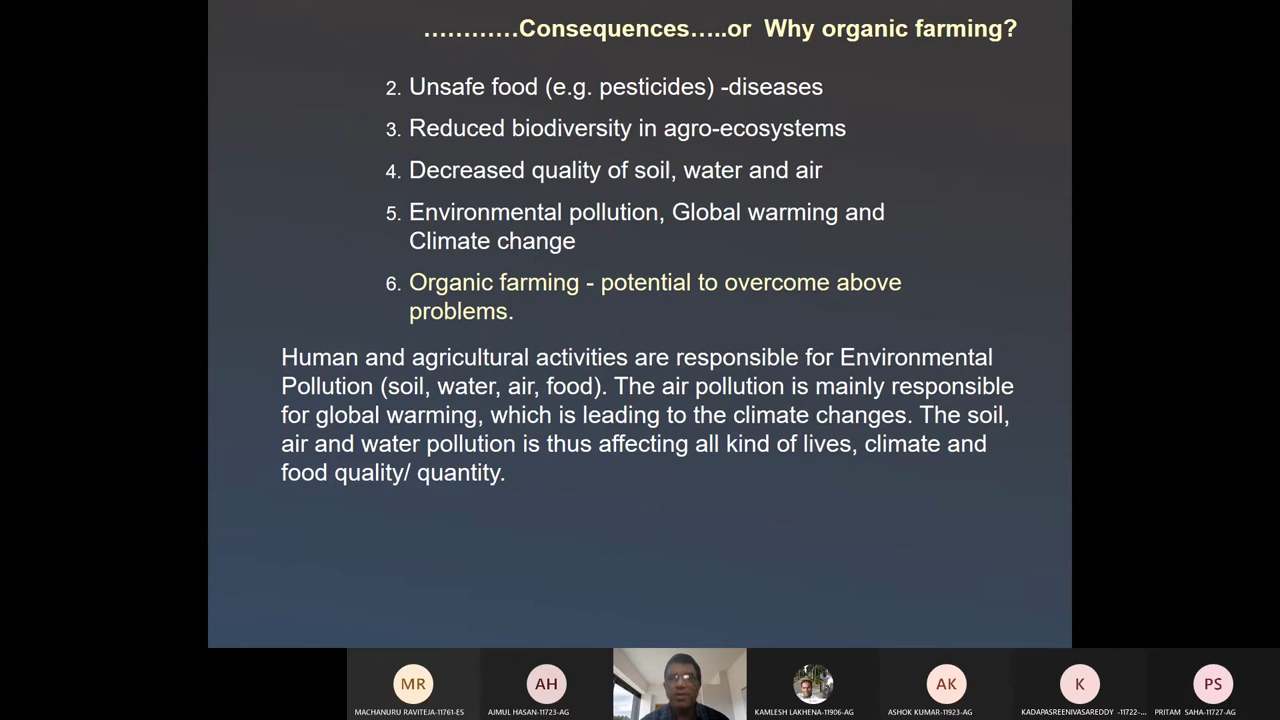 …………Consequences…..or  Why organic farming?
2. Unsafe food (e.g. pesticides) -diseases
3. Reduced biodiversity in agro-ecosystems
4. Decreased quality of soil, water and air
5. Environmental pollution, Global warming and
Climate change
6. Organic farming - potential to overcome above
problems.
Human and agricultural activities are responsible for Environmental
Pollution (soil, water, air, food). The air pollution is mainly responsible
for global warming, which is leading to the climate changes. The soil,
air and water pollution is thus affecting all kind of lives, climate and
food quality/ quantity.
MR
AH
AK
K
PS
MACHANURU RAVITEJA-11761-ES
AJMUL HASAN-11723-AG
KAMLESH LAKHENA-11906-AG
ASHOK KUMAR-11923-AG
KADAPASREENIVASAREDDY -11722-...
PRITAM SAHA-11727-AG